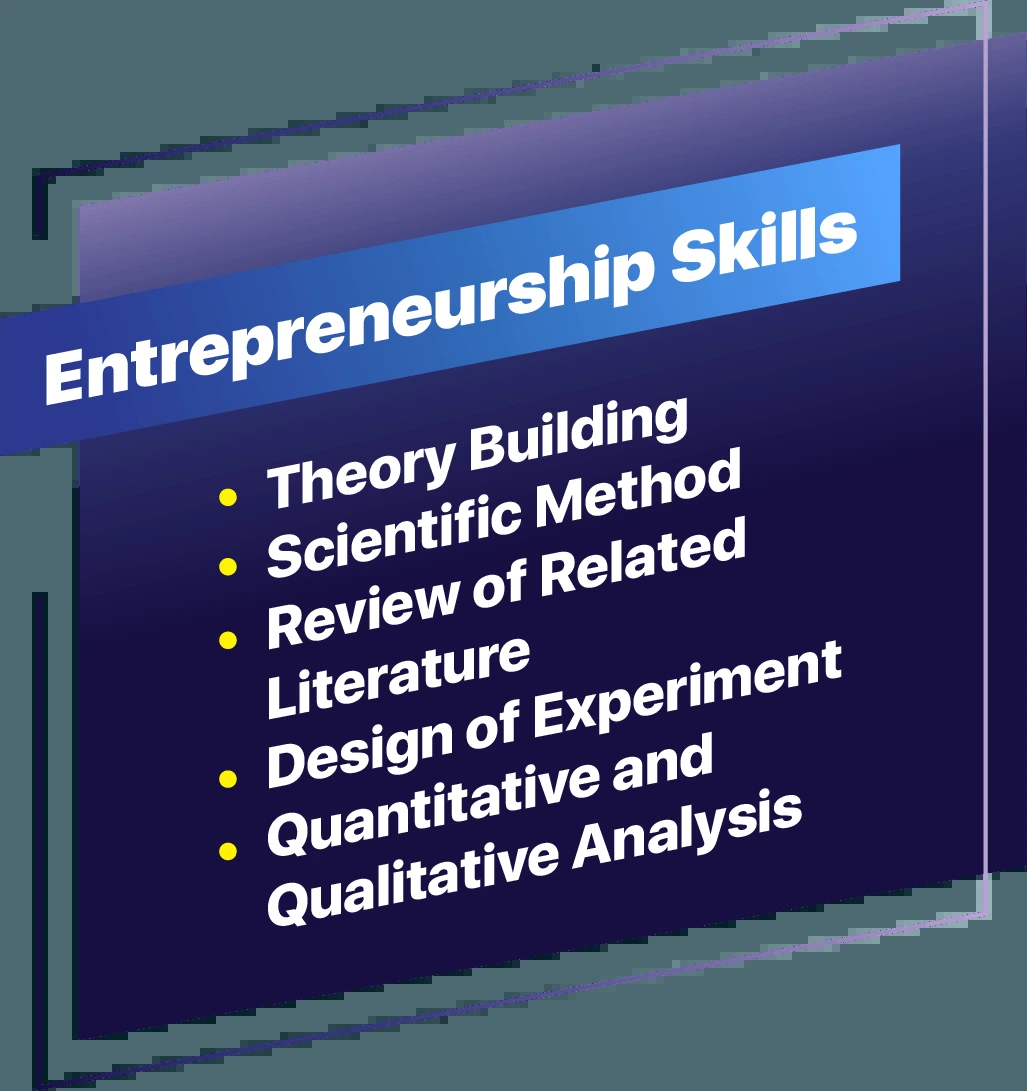 Entrepreneurship Skills
Theory Building
Scientific Method
Review of Related
Literature
Design of Experiment
Quantitative and
Qualitative Analysis